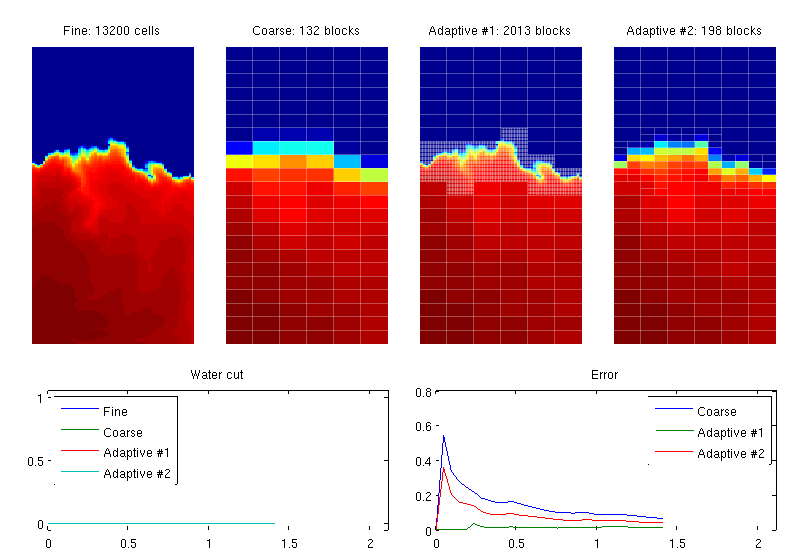 Fine: 13200 cells
Coarse: 132 blocks
Adaptive #1: 2013 blocks
Adaptive #2: 198 blocks
Water cut
1
0.5
0
Fine
Coarse
Adaptive #1
Adaptive #2
0
0.5
1
1.5
2
Error
0.8
0.6
0.4
0.2
0
Coarse
Adaptive #1
Adaptive #2
0
0.5
1
1.5
2